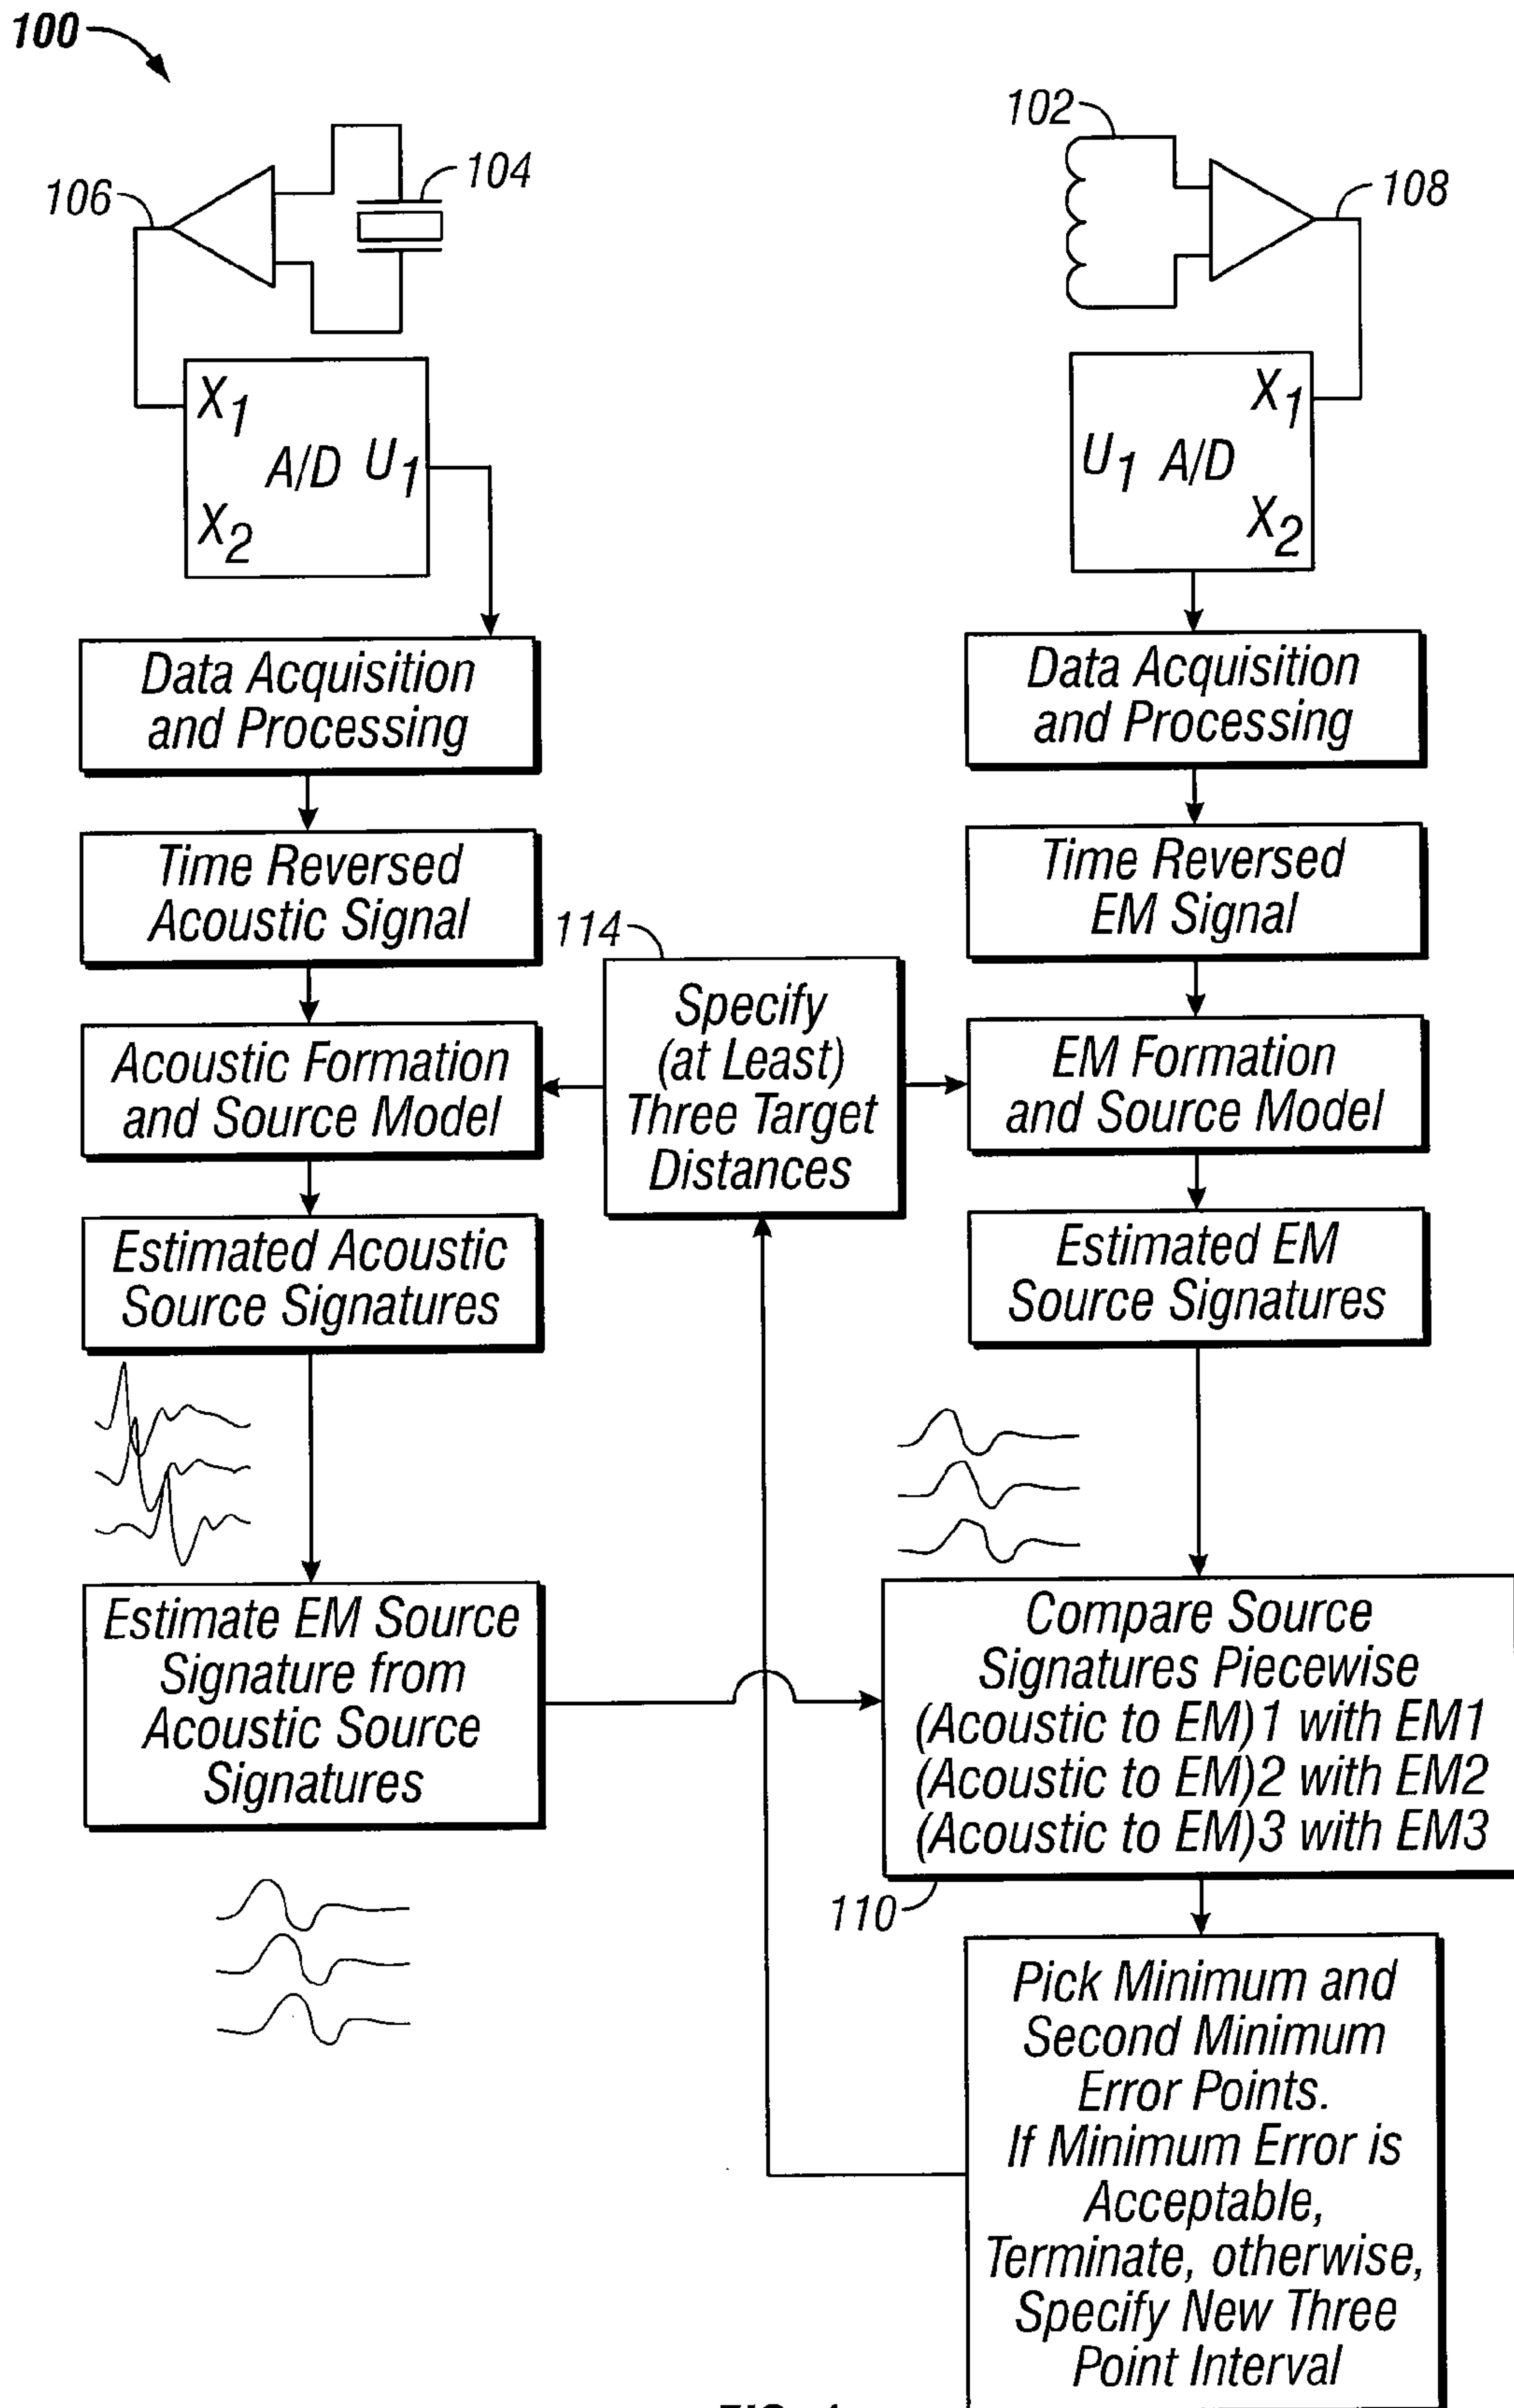 100
102
104
106
108
X1
A/D U1
X2
X1
U1 A/D
X2
Data Acquisition
and Processing
Data Acquisition
and Processing
Time Reversed
Acoustic Signal
Time Reversed
EM Signal
114
Specify
(at Least)
Three Target
Distances
Acoustic Formation
and Source Model
EM Formation
and Source Model
Estimated Acoustic
Source Signatures
Estimated EM
Source Signatures
Estimate EM Source
Signature from
Acoustic Source
Signatures
Compare Source
Signatures Piecewise
(Acoustic to EM)1 with EM1
(Acoustic to EM)2 with EM2
(Acoustic to EM)3 with EM3
110
Pick Minimum and
Second Minimum
Error Points.
If Minimum Error is
Acceptable,
Terminate, otherwise,
Specify New Three
Point Interval